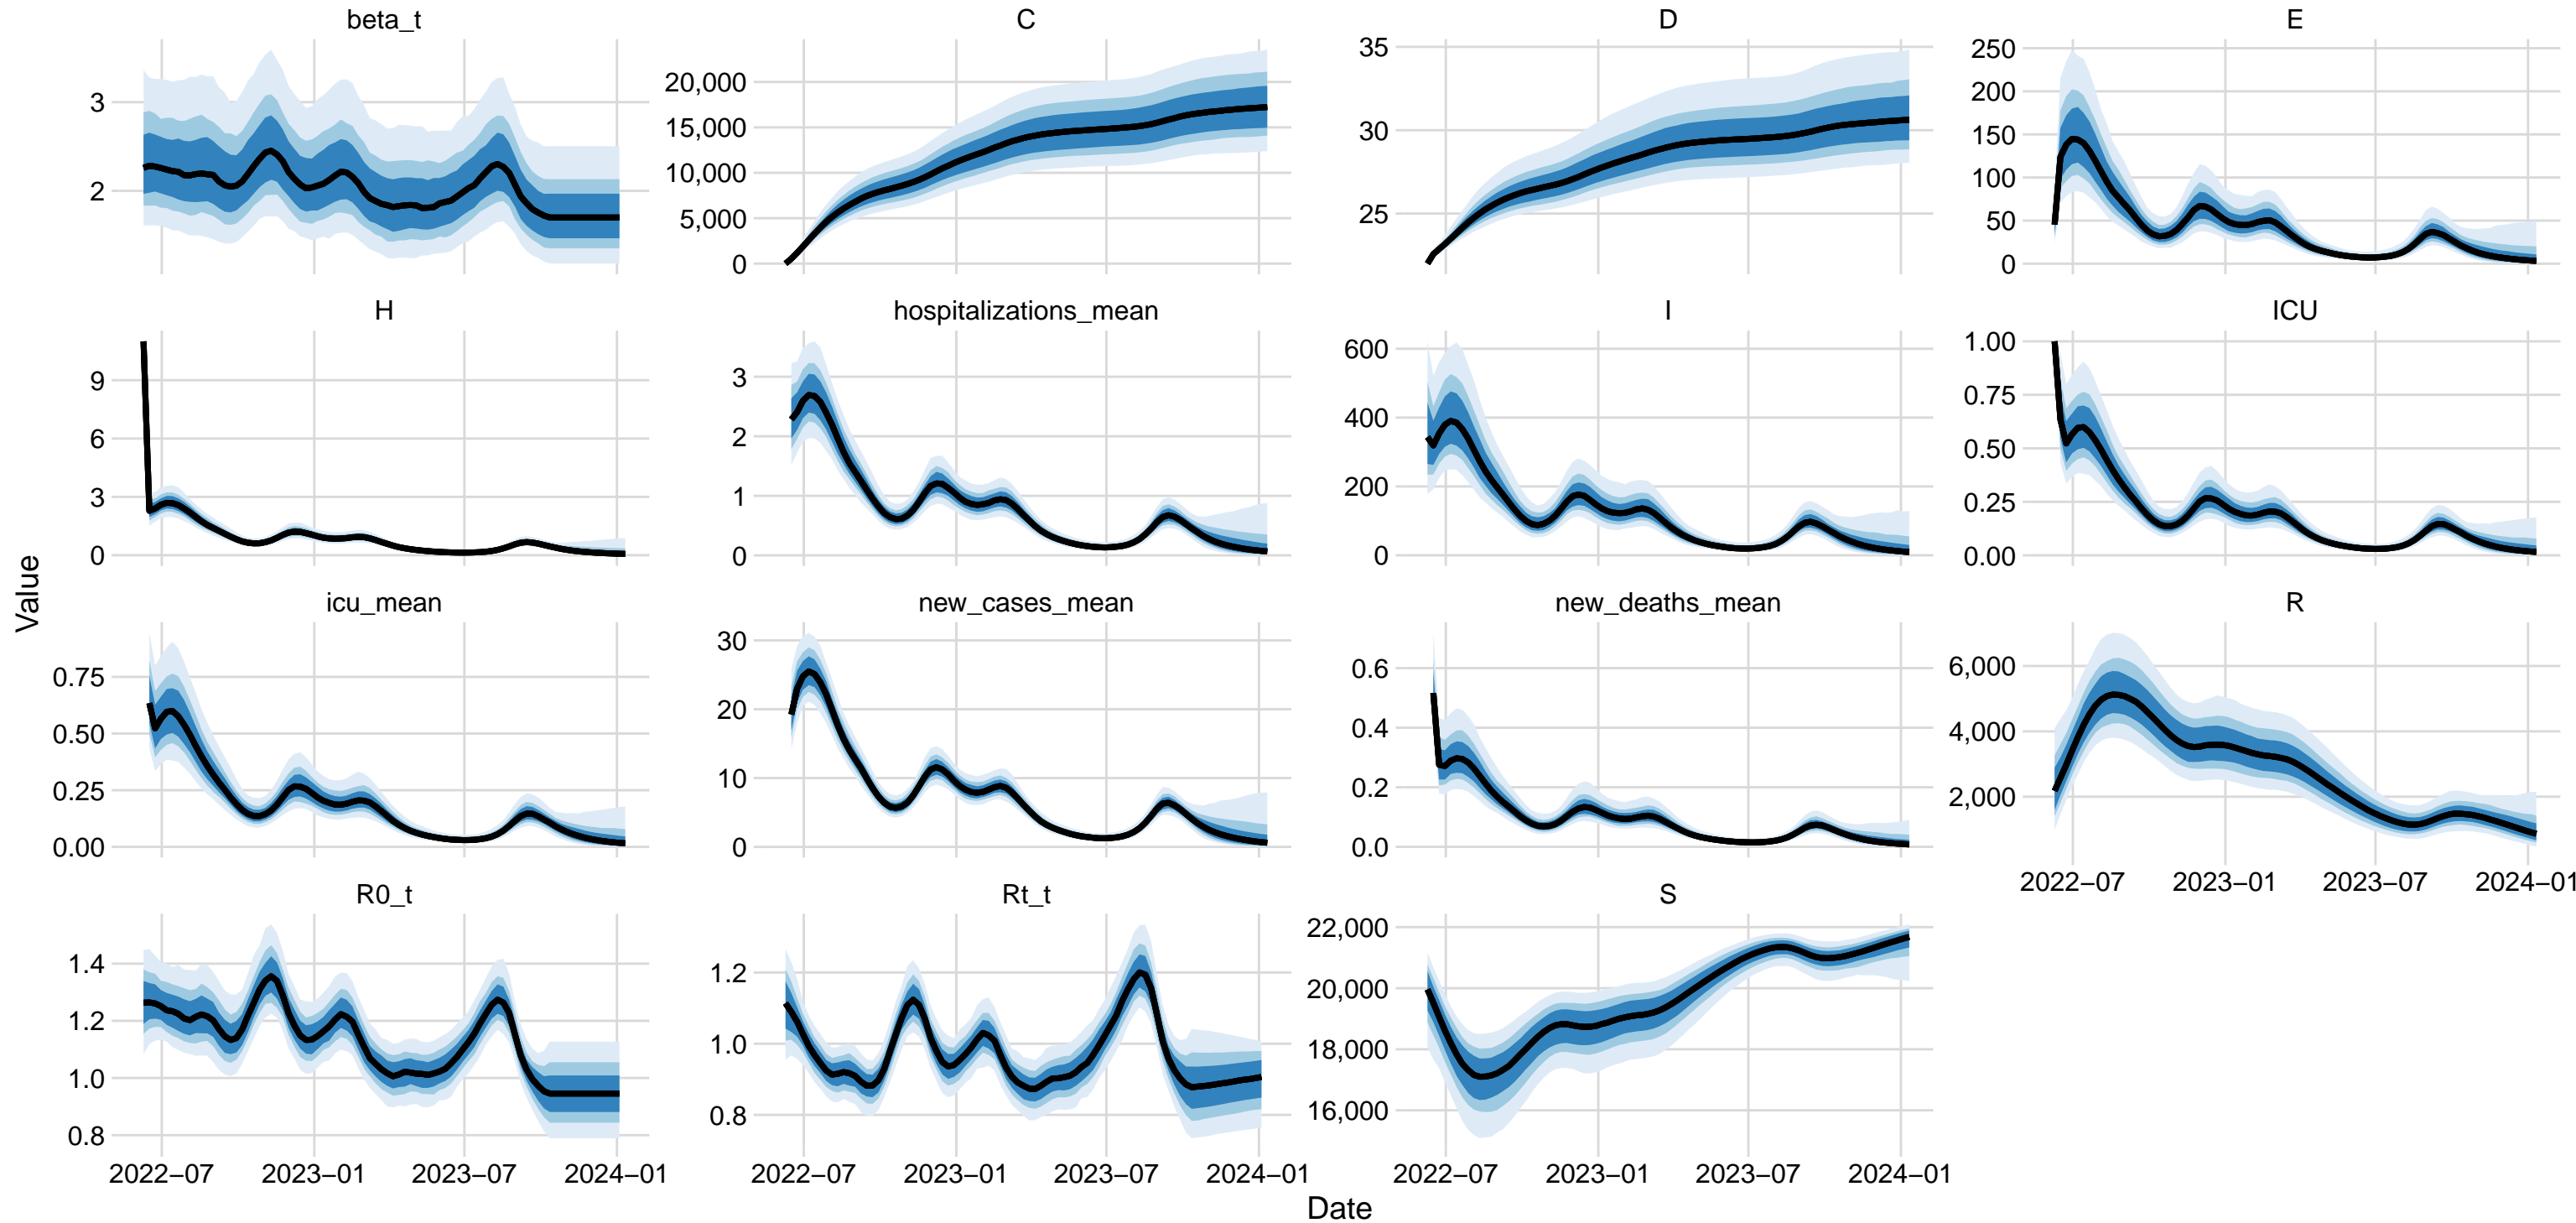 beta_t
3
2
C
20,000
15,000
10,000
5,000
0
D
35
30
25
E
250
200
150
100
50
0
H
9
6
3
0
hospitalizations_mean
3
2
1
0
I
600
400
200
0
ICU
1.00
0.75
0.50
0.25
0.00
Value
icu_mean
0.75
0.50
0.25
0.00
new_cases_mean
30
20
10
0
new_deaths_mean
0.6
0.4
0.2
0.0
R
6,000
4,000
2,000
2022−07 2023−01 2023−07 2024−01
R0_t
1.4
1.2
1.0
0.8
2022−07 2023−01 2023−07 2024−01
Rt_t
1.2
1.0
0.8
2022−07 2023−01 2023−07 2024−01
S
22,000
20,000
18,000
16,000
2022−07 2023−01 2023−07 2024−01
Date